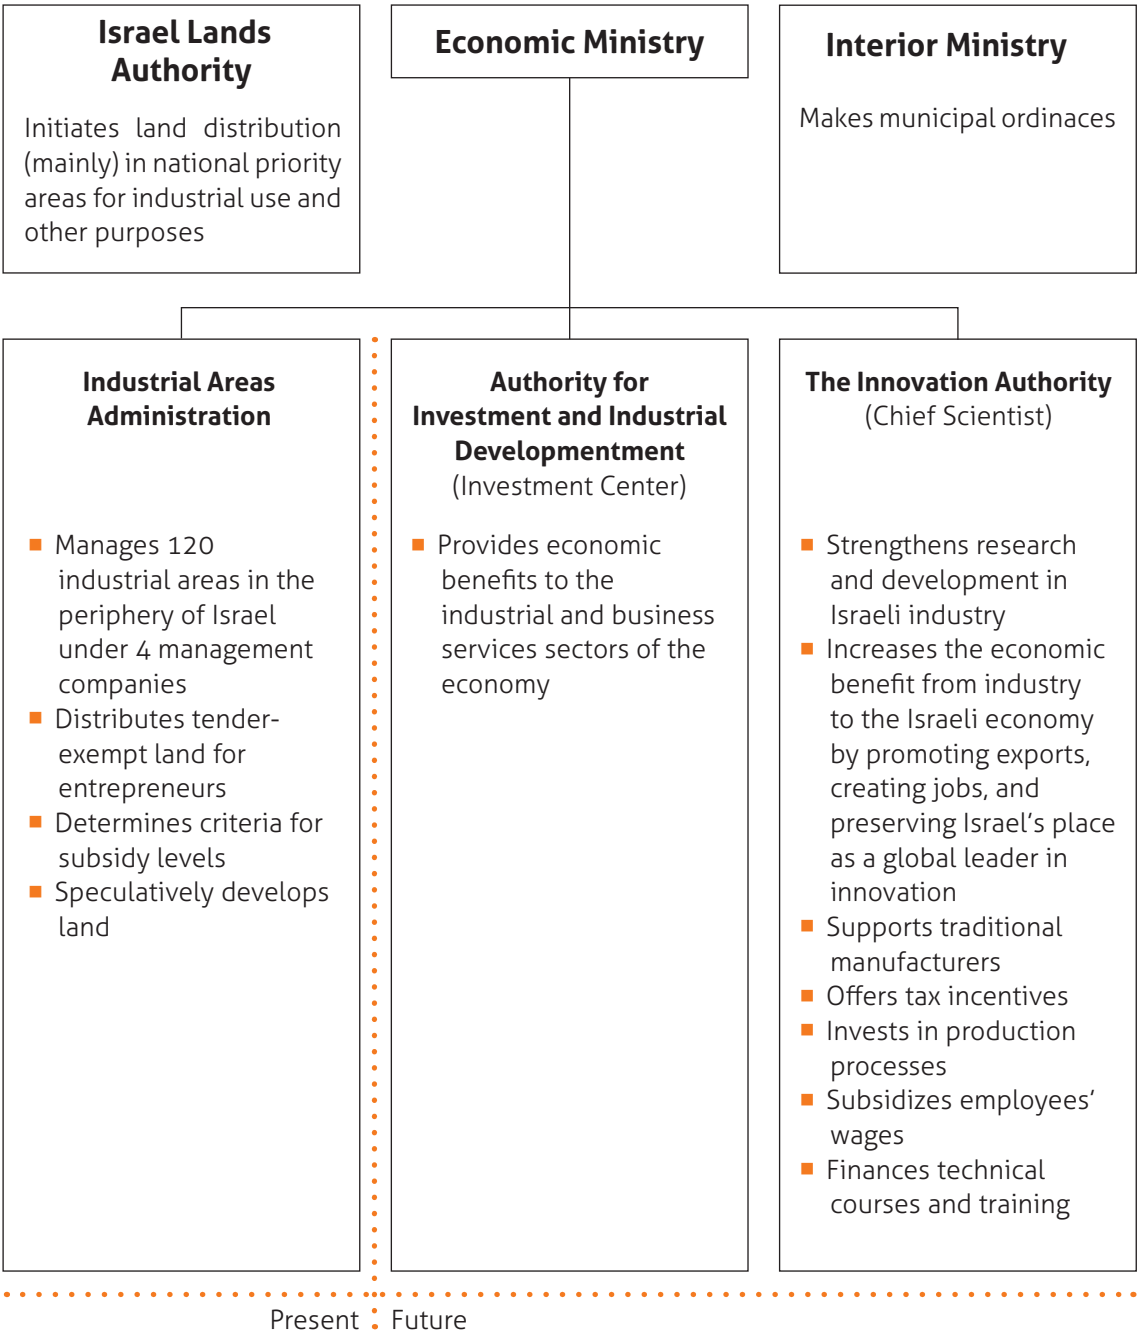 Israel Lands
Authority
Initiates land distribution
(mainly) in national priority
areas for industrial use and
other purposes
Economic Ministry
Interior Ministry
Makes municipal ordinaces
Industrial Areas
Administration
■ Manages 120
industrial areas in the
periphery of Israel
under 4 management
companies
■ Distributes tender-
exempt land for
entrepreneurs
■ Determines criteria for
subsidy levels
■ Speculatively develops
land
Authority for
Investment and Industrial
Developmentment
(Investment Center)
■ Provides economic
benefits to the
industrial and business
services sectors of the
economy
The Innovation Authority
(Chief Scientist)
■ Strengthens research
and development in
Israeli industry
■ Increases the economic
benefit from industry
to the Israeli economy
by promoting exports,
creating jobs, and
preserving Israel's place
as a global leader in
innovation
■ Supports traditional
manufacturers
■ Offers tax incentives
■ Invests in production
processes
■ Subsidizes employees'
wages
■ Finances technical
courses and training
Present
Future